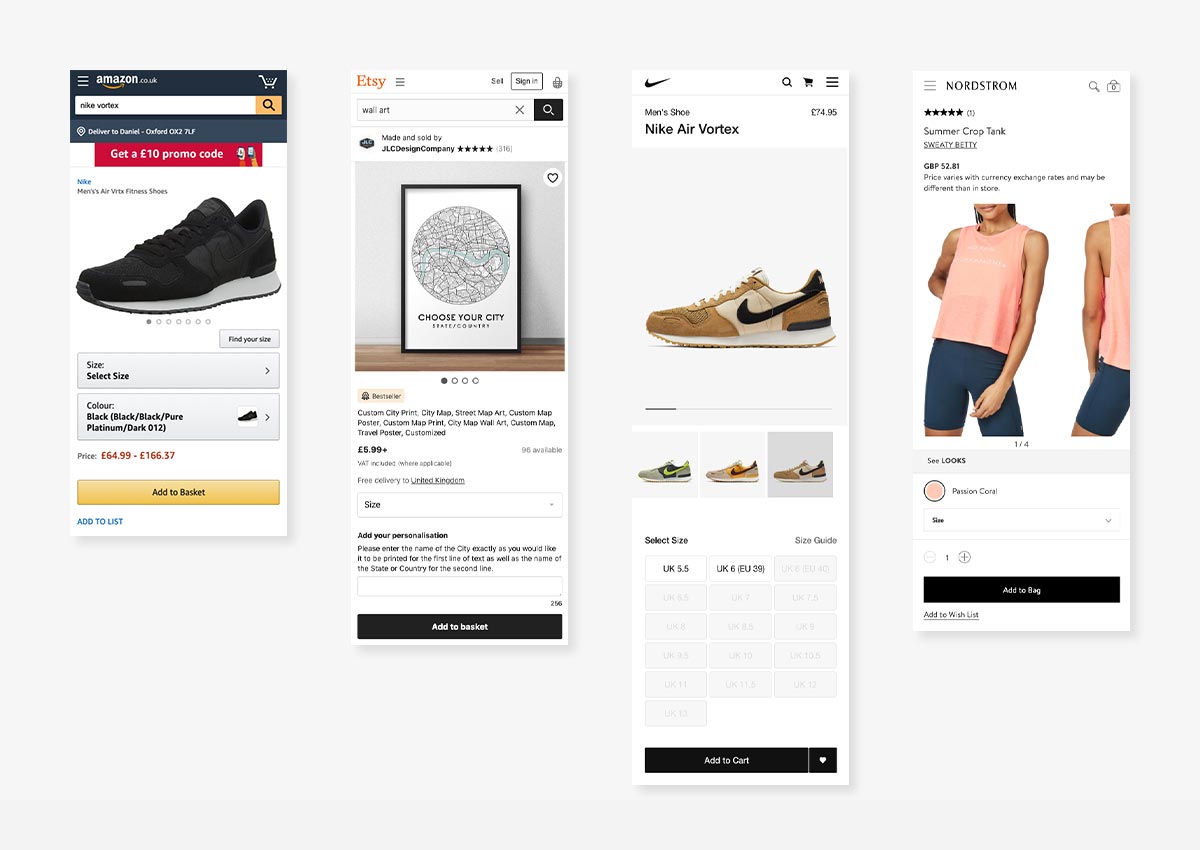 amazon.co.uk
nike vortex
Deliver to Daniel - Oxford OX2 7LF
Get a £10 promo code
Nike
Men's's Air Vrtx Fitness Shoes
Find your size
Size:
Select Size
Colour:
Black (Black/Black/Pure
Platinum/Dark 012)
Price: £64.99 - £166.37
Add to Basket
ADD TO LIST
Etsy
Sell
Sign in
wall art
JLC
Made and sold by
JLCDesignCompany ★★★★★ (316)
CHOOSE YOUR CITY
STATE/COUNTRY
Bestseller
Custom City Print, City Map, Street Map Art, Custom Map
Poster, Custom Map Print, City Map Wall Art, Custom Map,
Travel Poster, Customized
£5.99+
96 available
VAT included (where applicable)
Free delivery to United Kingdom
Size
Add your personalisation
Please enter the name of the City exactly as you would like
it to be printed for the first line of text as well as the name of
the State or Country for the second line.
256
Add to basket
Men's Shoe
£74.95
Nike Air Vortex
Select Size
Size Guide
UK 5.5
UK 6 (EU 39)
UK 6 (EU 40)
UK 6.5
UK 7
UK 7.5
UK 8
UK 8.5
UK 9
UK 9.5
UK 10
UK 10.5
UK 11
UK 11.5
UK 12
UK 13
Add to Cart
NORDSTROM
0
★★★★★ (1)
Summer Crop Tank
SWEATY BETTY
GBP 52.81
Price varies with currency exchange rates and may be
different than in store.
1 / 4
See LOOKS
Passion Coral
Size
1
Add to Bag
Add to Wish List